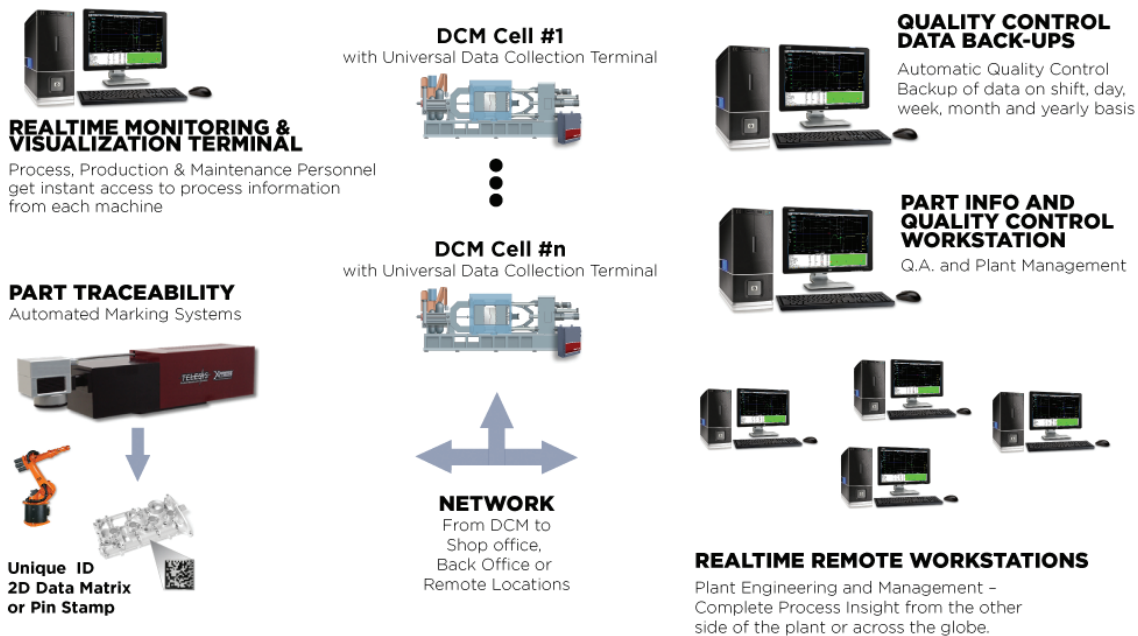 REALTIME MONITORING &
VISUALIZATION TERMINAL
Process, Production & Maintenance Personnel
get instant access to process information
from each machine
PART TRACEABILITY
Automated Marking Systems
TELESIS
Unique ID
2D Data Matrix
or Pin Stamp
DCM Cell #1
with Universal Data Collection Terminal
DCM Cell #n
with Universal Data Collection Terminal
NETWORK
From DCM to
Shop office,
Back Office or
Remote Locations
QUALITY CONTROL
DATA BACK-UPS
Automatic Quality Control
Backup of data on shift, day,
week, month and yearly basis
PART INFO AND
QUALITY CONTROL
WORKSTATION
Q.A. and Plant Management
REALTIME REMOTE WORKSTATIONS
Plant Engineering and Management –
Complete Process Insight from the other
side of the plant or across the globe.